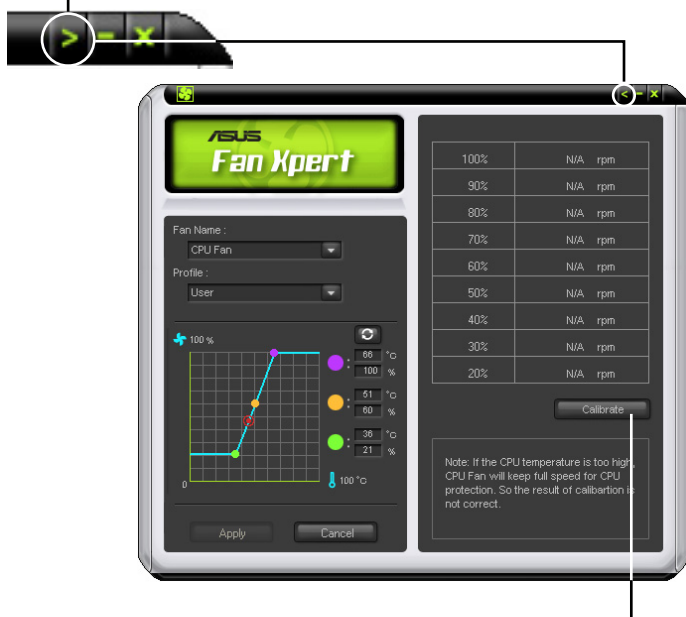 > - x
< - x
ASUS
Fan Xpert
Fan Name :
CPU Fan
Profile :
User
100 %
66 °C
100 %
51 °C
60 %
36 °C
21 %
0
100 °C
Apply
Cancel
100% N/A rpm
90% N/A rpm
80% N/A rpm
70% N/A rpm
60% N/A rpm
50% N/A rpm
40% N/A rpm
30% N/A rpm
20% N/A rpm
Calibrate
Note: If the CPU temperature is too high,
CPU Fan will keep full speed for CPU
protection. So the result of calibartion is
not correct.